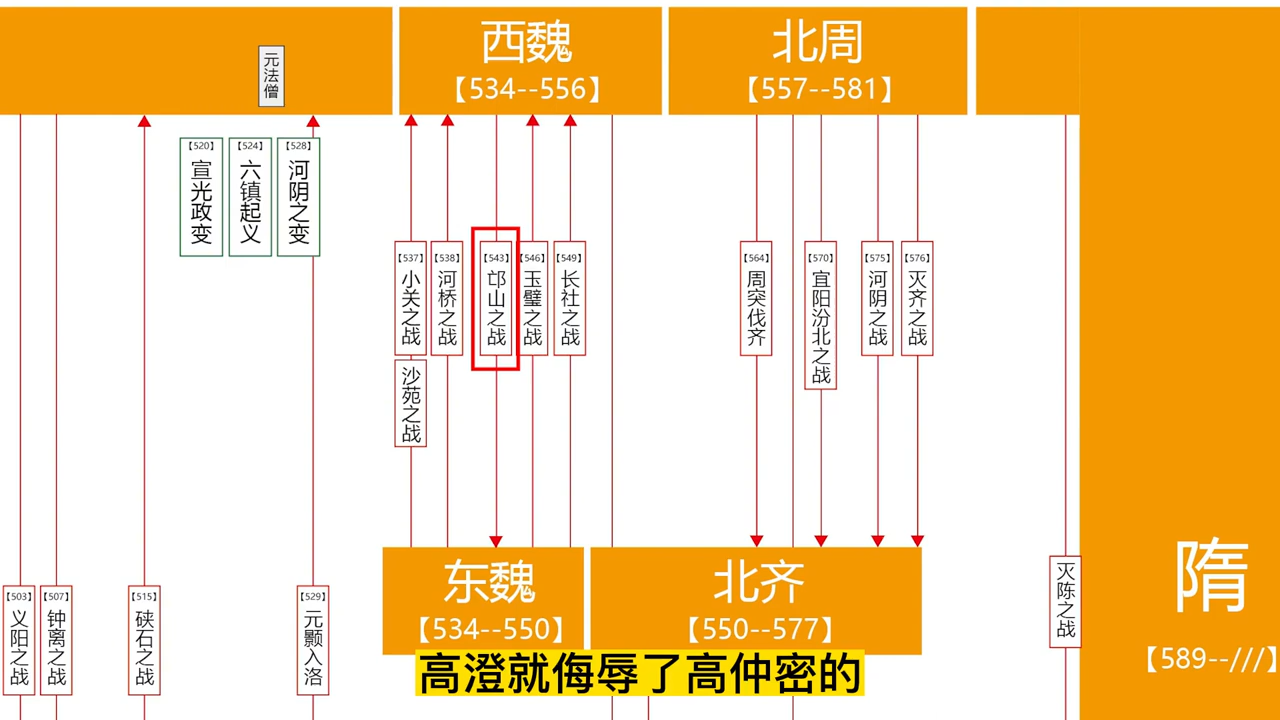 元法僧
西魏
【534--556】
北周
【557--581】
【520】
宣光政变
【524】
六镇起义
【528】
河阴之变
【537】
小关之战
沙苑之战
【538】
河桥之战
【543】
邙山之战
【546】
玉璧之战
【549】
长社之战
【564】
周突伐齐
【570】
宜阳汾北之战
【575】
河阴之战
【576】
灭齐之战
东魏
【534--550】
北齐
【550--577】
灭陈之战
隋
【589--///】
【503】
义阳之战
【507】
钟离之战
【515】
硖石之战
【529】
元颢入洛
高澄就侮辱了高仲密的